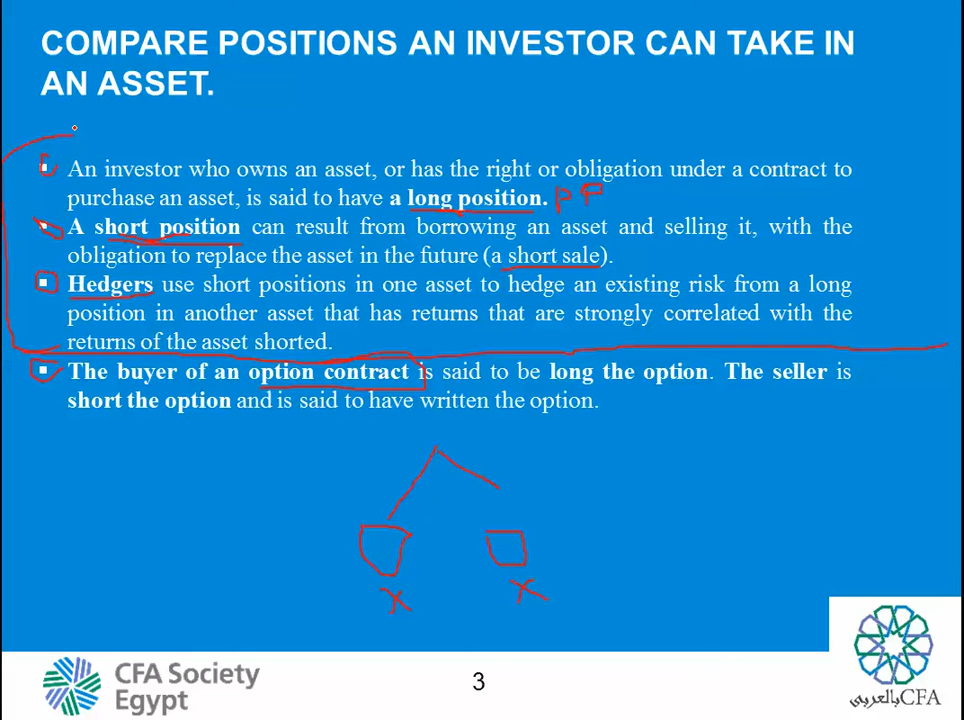 COMPARE POSITIONS AN INVESTOR CAN TAKE IN
AN ASSET.
▪ An investor who owns an asset, or has the right or obligation under a contract to
purchase an asset, is said to have a long position.
▪ A short position can result from borrowing an asset and selling it, with the
obligation to replace the asset in the future (a short sale).
▪ Hedgers use short positions in one asset to hedge an existing risk from a long
position in another asset that has returns that are strongly correlated with the
returns of the asset shorted.
▪ The buyer of an option contract is said to be long the option. The seller is
short the option and is said to have written the option.
x x
CFA Society
Egypt
3
CFA بالعربي